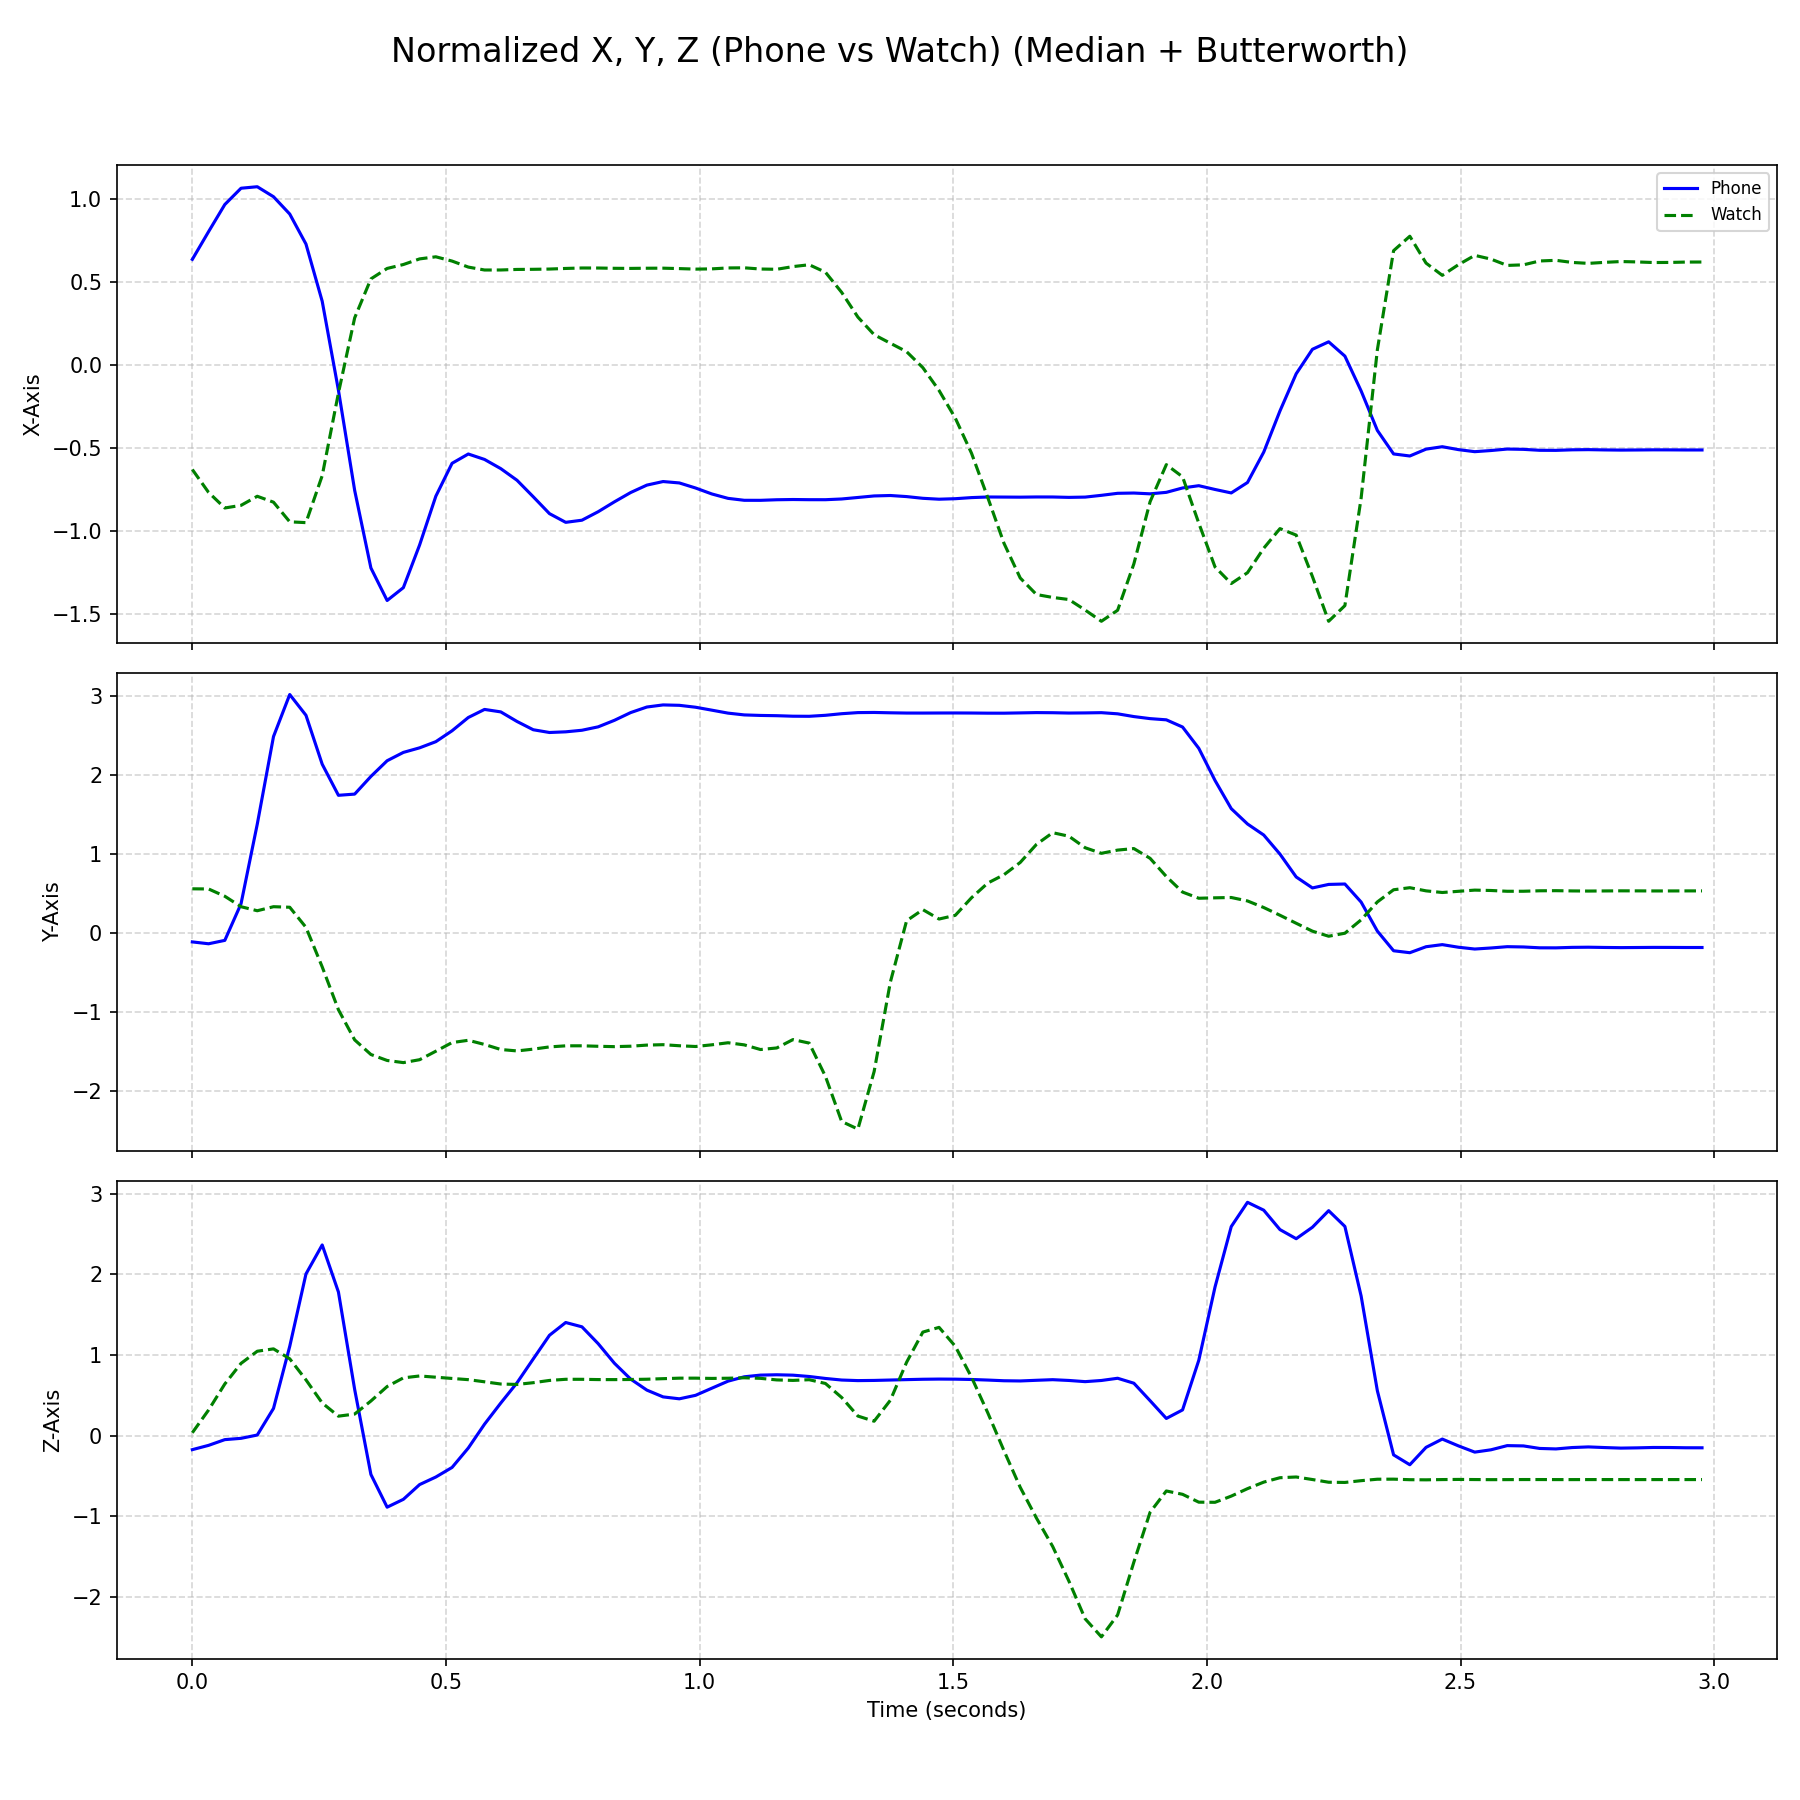 Normalized X, Y, Z (Phone vs Watch) (Median + Butterworth)
Phone
Watch
1.0
0.5
0.0
−0.5
−1.0
−1.5
X-Axis
3
2
1
0
−1
−2
Y-Axis
3
2
1
0
−1
−2
Z-Axis
0.0 0.5 1.0 1.5 2.0 2.5 3.0
Time (seconds)